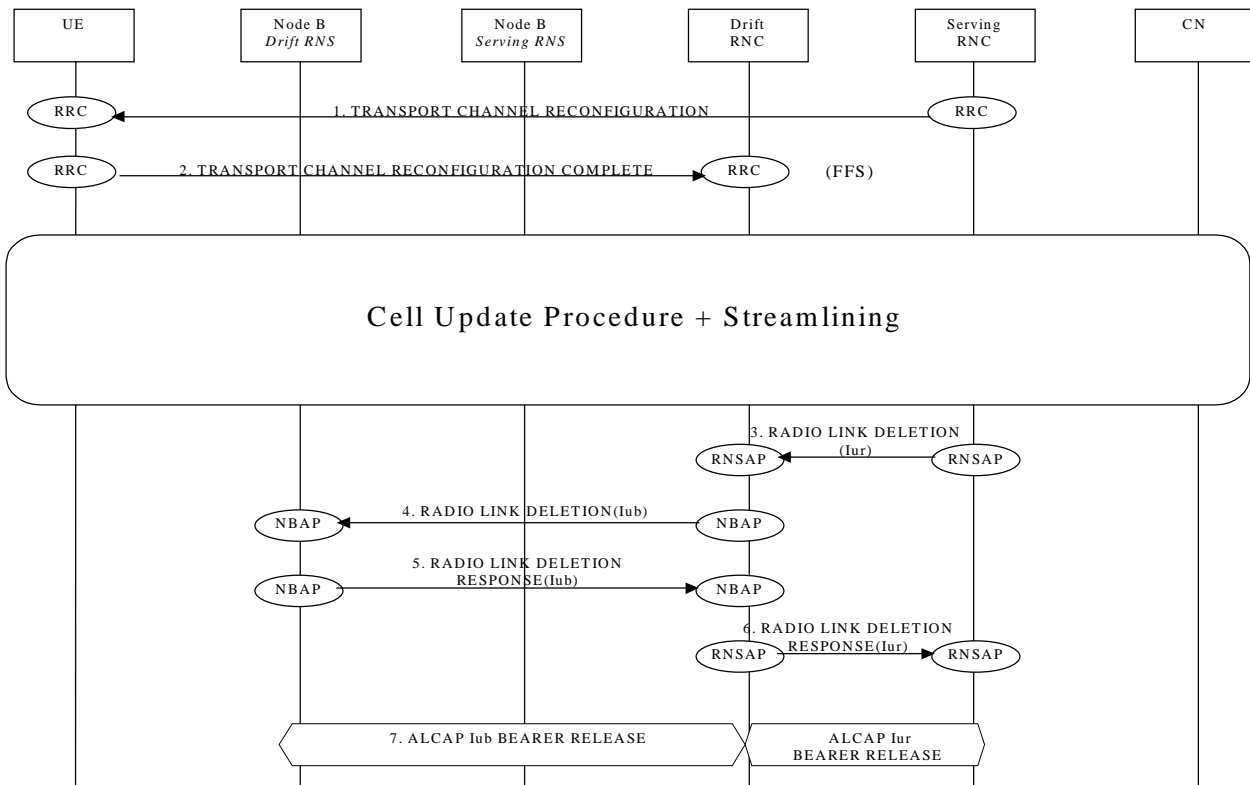 UE
Node B
Drift RNS
Node B
Serving RNS
Drift
RNC
Serving
RNC
CN
RRC
1. TRANSPORT CHANNEL RECONFIGURATION
RRC
RRC
2. TRANSPORT CHANNEL RECONFIGURATION COMPLETE
RRC
(FFS)
Cell Update Procedure + Streamlining
3. RADIO LINK DELETION
(Iur)
RNSAP
RNSAP
4. RADIO LINK DELETION(Iub)
NBAP
NBAP
5. RADIO LINK DELETION
RESPONSE(Iub)
NBAP
NBAP
6. RADIO LINK DELETION
RESPONSE(Iur)
RNSAP
RNSAP
7. ALCAP Iub BEARER RELEASE
ALCAP Iur
BEARER RELEASE